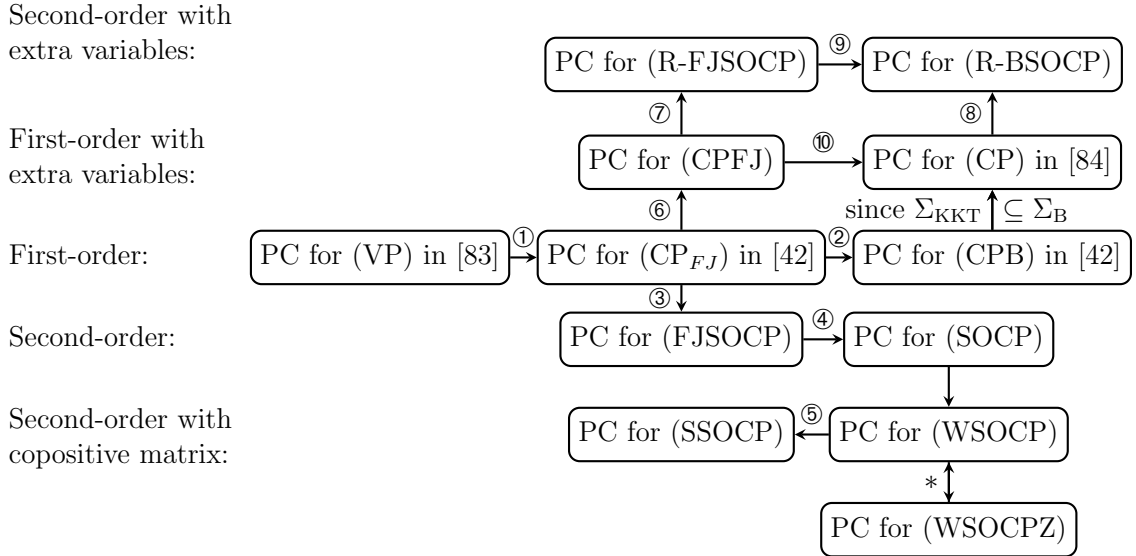 Second-order with
extra variables:
PC for (R-FJSOCP) ⑨ PC for (R-BSOCP)
⑦ ⑧
First-order with
extra variables:
PC for (CPFJ) ⑩ PC for (CP) in [84]
⑥ since Σ_KKT ⊆ Σ_B
First-order: PC for (VP) in [83] ① PC for (CP_FJ) in [42] ② PC for (CPB) in [42]
③
Second-order: PC for (FJSOCP) ④ PC for (SOCP)
Second-order with
copositive matrix:
PC for (SSOCP) ⑤ PC for (WSOCP)
*
PC for (WSOCPZ)